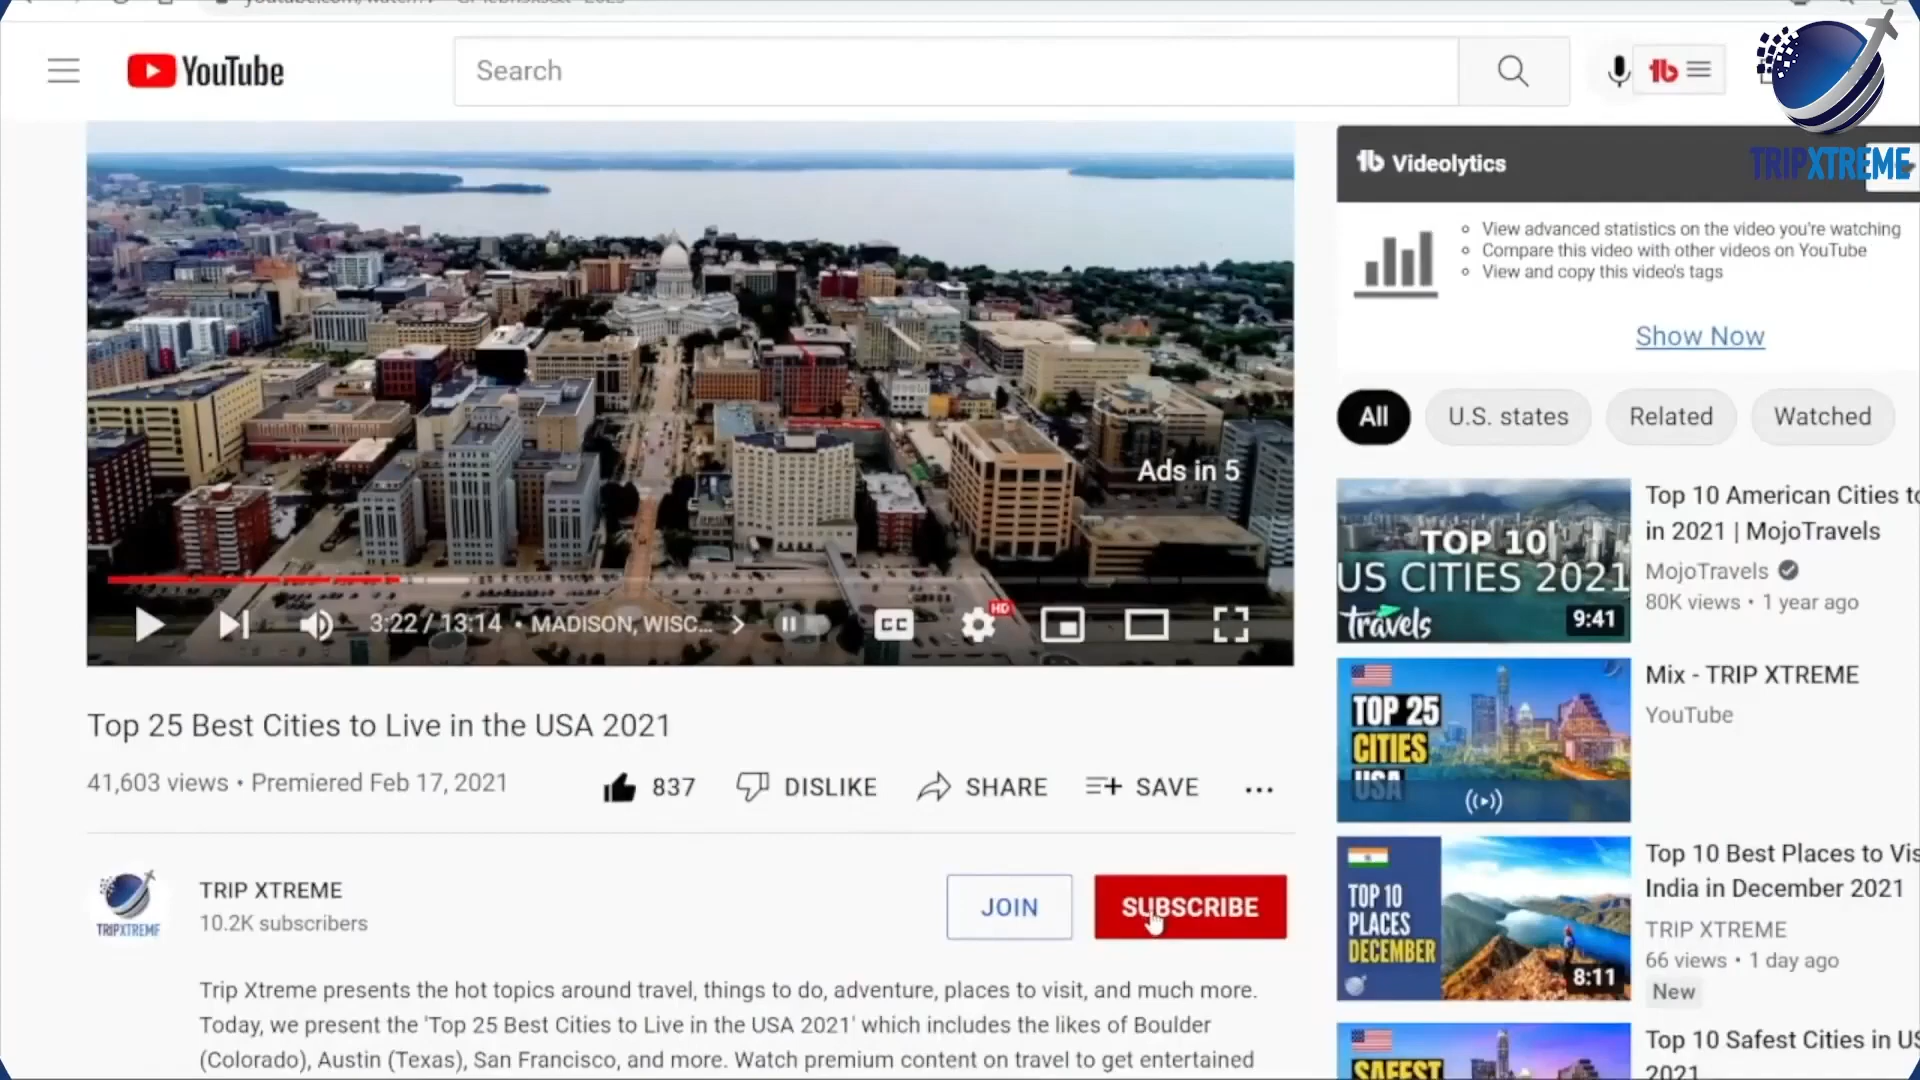 YouTube
Search
TRIPXTREME
Videolytics
View advanced statistics on the video you're watching
Compare this video with other videos on YouTube
View and copy this video's tags
Show Now
All
U.S. states
Related
Watched
Ads in 5
3:22 / 13:14 • MADISON, WISC...
CC
HD
Top 25 Best Cities to Live in the USA 2021
41,603 views • Premiered Feb 17, 2021
837
DISLIKE
SHARE
SAVE
TRIP XTREME
10.2K subscribers
TRIPXTREME
JOIN
SUBSCRIBE
Trip Xtreme presents the hot topics around travel, things to do, adventure, places to visit, and much more.
Today, we present the 'Top 25 Best Cities to Live in the USA 2021' which includes the likes of Boulder
(Colorado), Austin (Texas), San Francisco, and more. Watch premium content on travel to get entertained
TOP 10
US CITIES 2021
travels
9:41
Top 10 American Cities to
in 2021 | MojoTravels
MojoTravels
80K views • 1 year ago
TOP 25
CITIES
USA
Mix - TRIP XTREME
YouTube
TOP 10
PLACES
DECEMBER
8:11
Top 10 Best Places to Vis
India in December 2021
TRIP XTREME
66 views • 1 day ago
New
SAFEST
Top 10 Safest Cities in US
2021